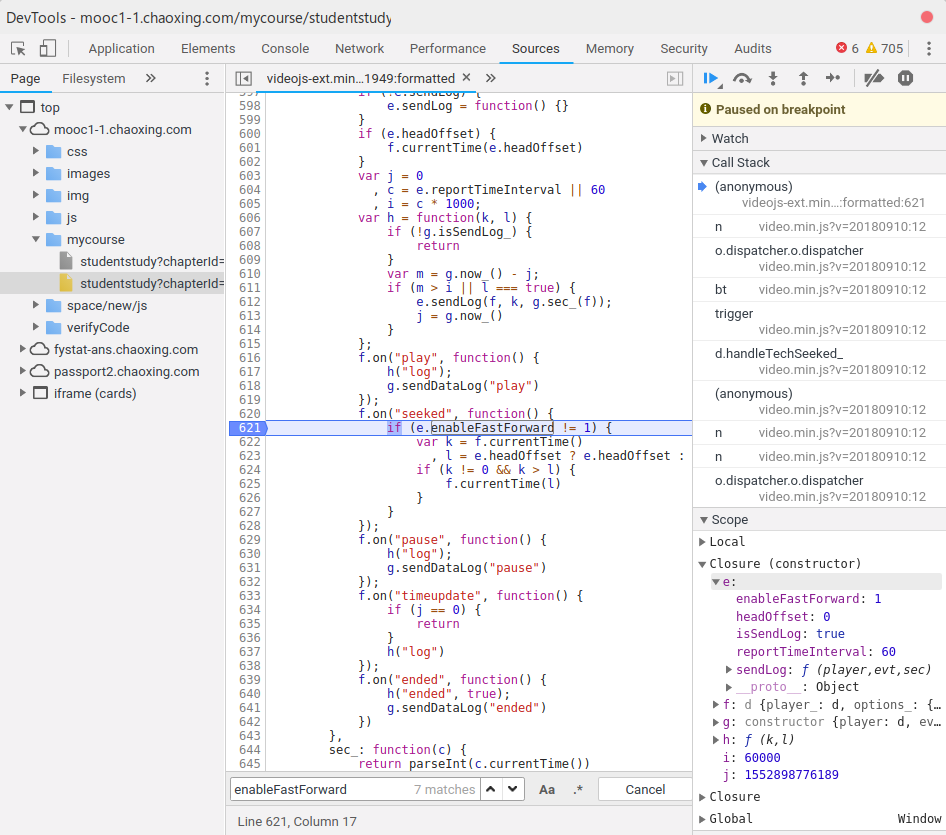 DevTools - mooc1-1.chaoxing.com/mycourse/studentstudy
Application Elements Console Network Performance Sources Memory Security Audits 6 705
Page Filesystem »
videojs-ext.min…1949:formatted × »
top
mooc1-1.chaoxing.com
css
images
img
js
mycourse
studentstudy?chapterId=
studentstudy?chapterId=
space/new/js
verifyCode
fystat-ans.chaoxing.com
passport2.chaoxing.com
iframe (cards)
597 if (!e.sendLog) {
598 e.sendLog = function() {}
599 }
600 if (e.headOffset) {
601 f.currentTime(e.headOffset)
602 }
603 var j = 0
604 , c = e.reportTimeInterval || 60
605 , i = c * 1000;
606 var h = function(k, l) {
607 if (!g.isSendLog_) {
608 return
609 }
610 var m = g.now_() - j;
611 if (m > i || l === true) {
612 e.sendLog(f, k, g.sec_(f));
613 j = g.now_()
614 }
615 };
616 f.on("play", function() {
617 h("log");
618 g.sendDataLog("play")
619 });
620 f.on("seeked", function() {
621 if (e.enableFastForward != 1) {
622 var k = f.currentTime()
623 , l = e.headOffset ? e.headOffset :
624 if (k != 0 && k > l) {
625 f.currentTime(l)
626 }
627 }
628 });
629 f.on("pause", function() {
630 h("log");
631 g.sendDataLog("pause")
632 });
633 f.on("timeupdate", function() {
634 if (j == 0) {
635 return
636 }
637 h("log")
638 });
639 f.on("ended", function() {
640 h("ended", true);
641 g.sendDataLog("ended")
642 })
643 },
644 sec_: function(c) {
645 return parseInt(c.currentTime())
enableFastForward 7 matches Aa .* Cancel
Line 621, Column 17
Paused on breakpoint
Watch
Call Stack
(anonymous)
videojs-ext.min…:formatted:621
n video.min.js?v=20180910:12
o.dispatcher.o.dispatcher
video.min.js?v=20180910:12
bt video.min.js?v=20180910:12
trigger
video.min.js?v=20180910:12
d.handleTechSeeked_
video.min.js?v=20180910:12
(anonymous)
video.min.js?v=20180910:12
n video.min.js?v=20180910:12
n video.min.js?v=20180910:12
o.dispatcher.o.dispatcher
video.min.js?v=20180910:12
Scope
Local
Closure (constructor)
e:
enableFastForward: 1
headOffset: 0
isSendLog: true
reportTimeInterval: 60
sendLog: ƒ (player,evt,sec)
__proto__: Object
f: d {player_: d, options_: {…
g: constructor {player: d, ev…
h: ƒ (k,l)
i: 60000
j: 1552898776189
Closure
Global Window